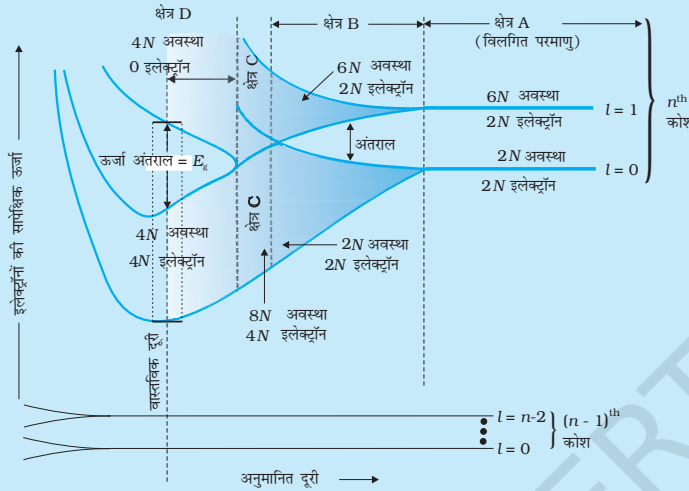 क्षेत्र D
4N अवस्था
0 इलेक्ट्रॉन
क्षेत्र C
क्षेत्र B
क्षेत्र A
(विलगित परमाणु)
6N अवस्था
2N इलेक्ट्रॉन
6N अवस्था
2N इलेक्ट्रॉन
l = 1
nth
कोश
अंतराल
ऊर्जा अंतराल = Eg
2N अवस्था
2N इलेक्ट्रॉन
l = 0
4N अवस्था
4N इलेक्ट्रॉन
क्षेत्र C
2N अवस्था
2N इलेक्ट्रॉन
8N अवस्था
4N इलेक्ट्रॉन
इलेक्ट्रॉनों की सापेक्षिक ऊर्जा
वास्तविक दूरी
l = n-2
(n - 1)th
कोश
l = 0
अनुमानित दूरी